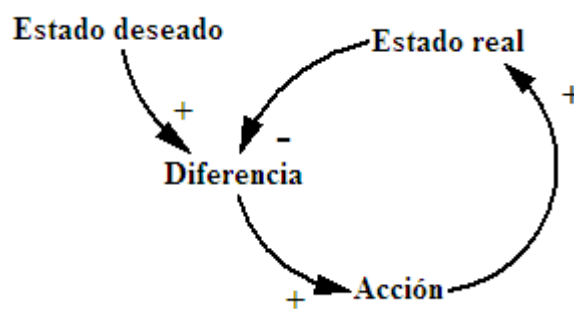 Estado deseado
Estado real
+
+
-
Diferencia
+
Acción